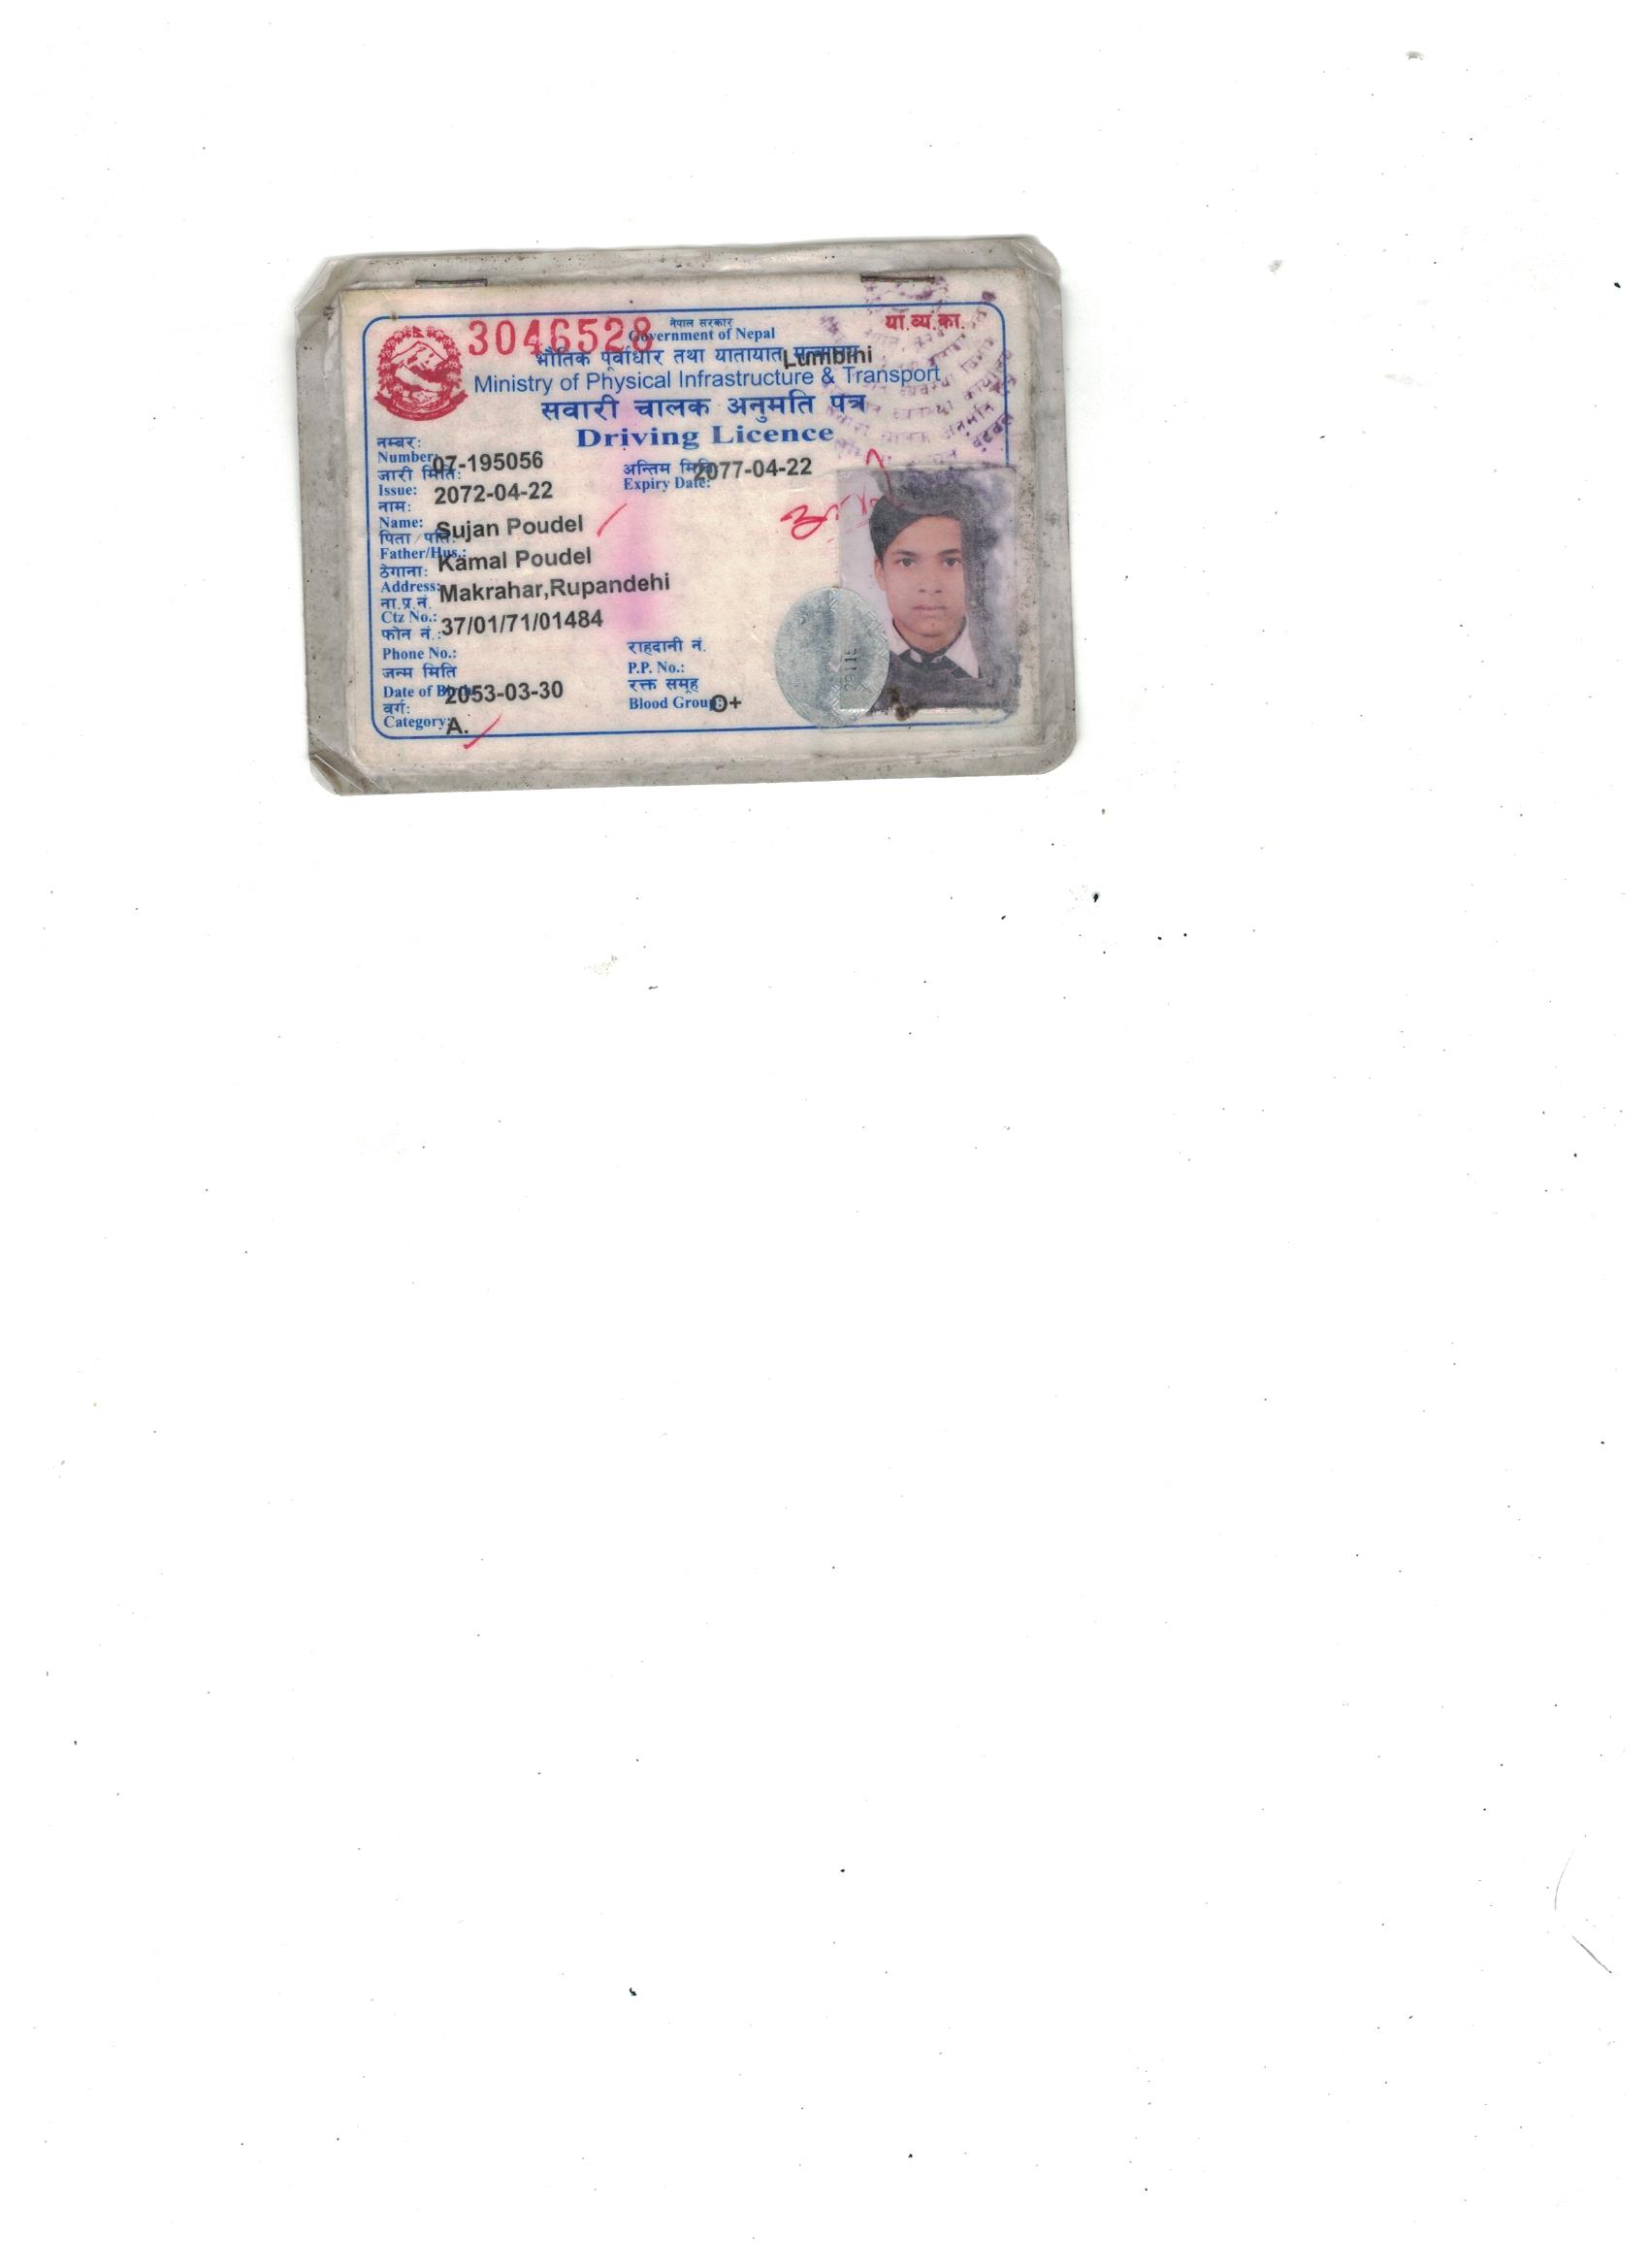 3046528
नेपाल सरकार
Government of Nepal
या.व्य.का.
भौतिक पूर्वाधार तथा यातायात
Lumbini
Ministry of Physical Infrastructure & Transport
सवारी चालक अनुमति पत्र
Driving Licence
नम्बर:
Number: 07-195056
जारी मिति:
Issue: 2072-04-22
अन्तिम मिति
Expiry Date: 2077-04-22
नाम:
Name: Sujan Poudel
पिता/पति:
Father/Hus.: Kamal Poudel
ठेगाना:
Address: Makrahar,Rupandehi
ना.प्र.नं.
Ctz No.: 37/01/71/01484
फोन नं.:
Phone No.:
राहदानी नं.
P.P. No.:
जन्म मिति
Date of Birth: 2053-03-30
रक्त समूह
Blood Group: O+
वर्ग:
Category: A.